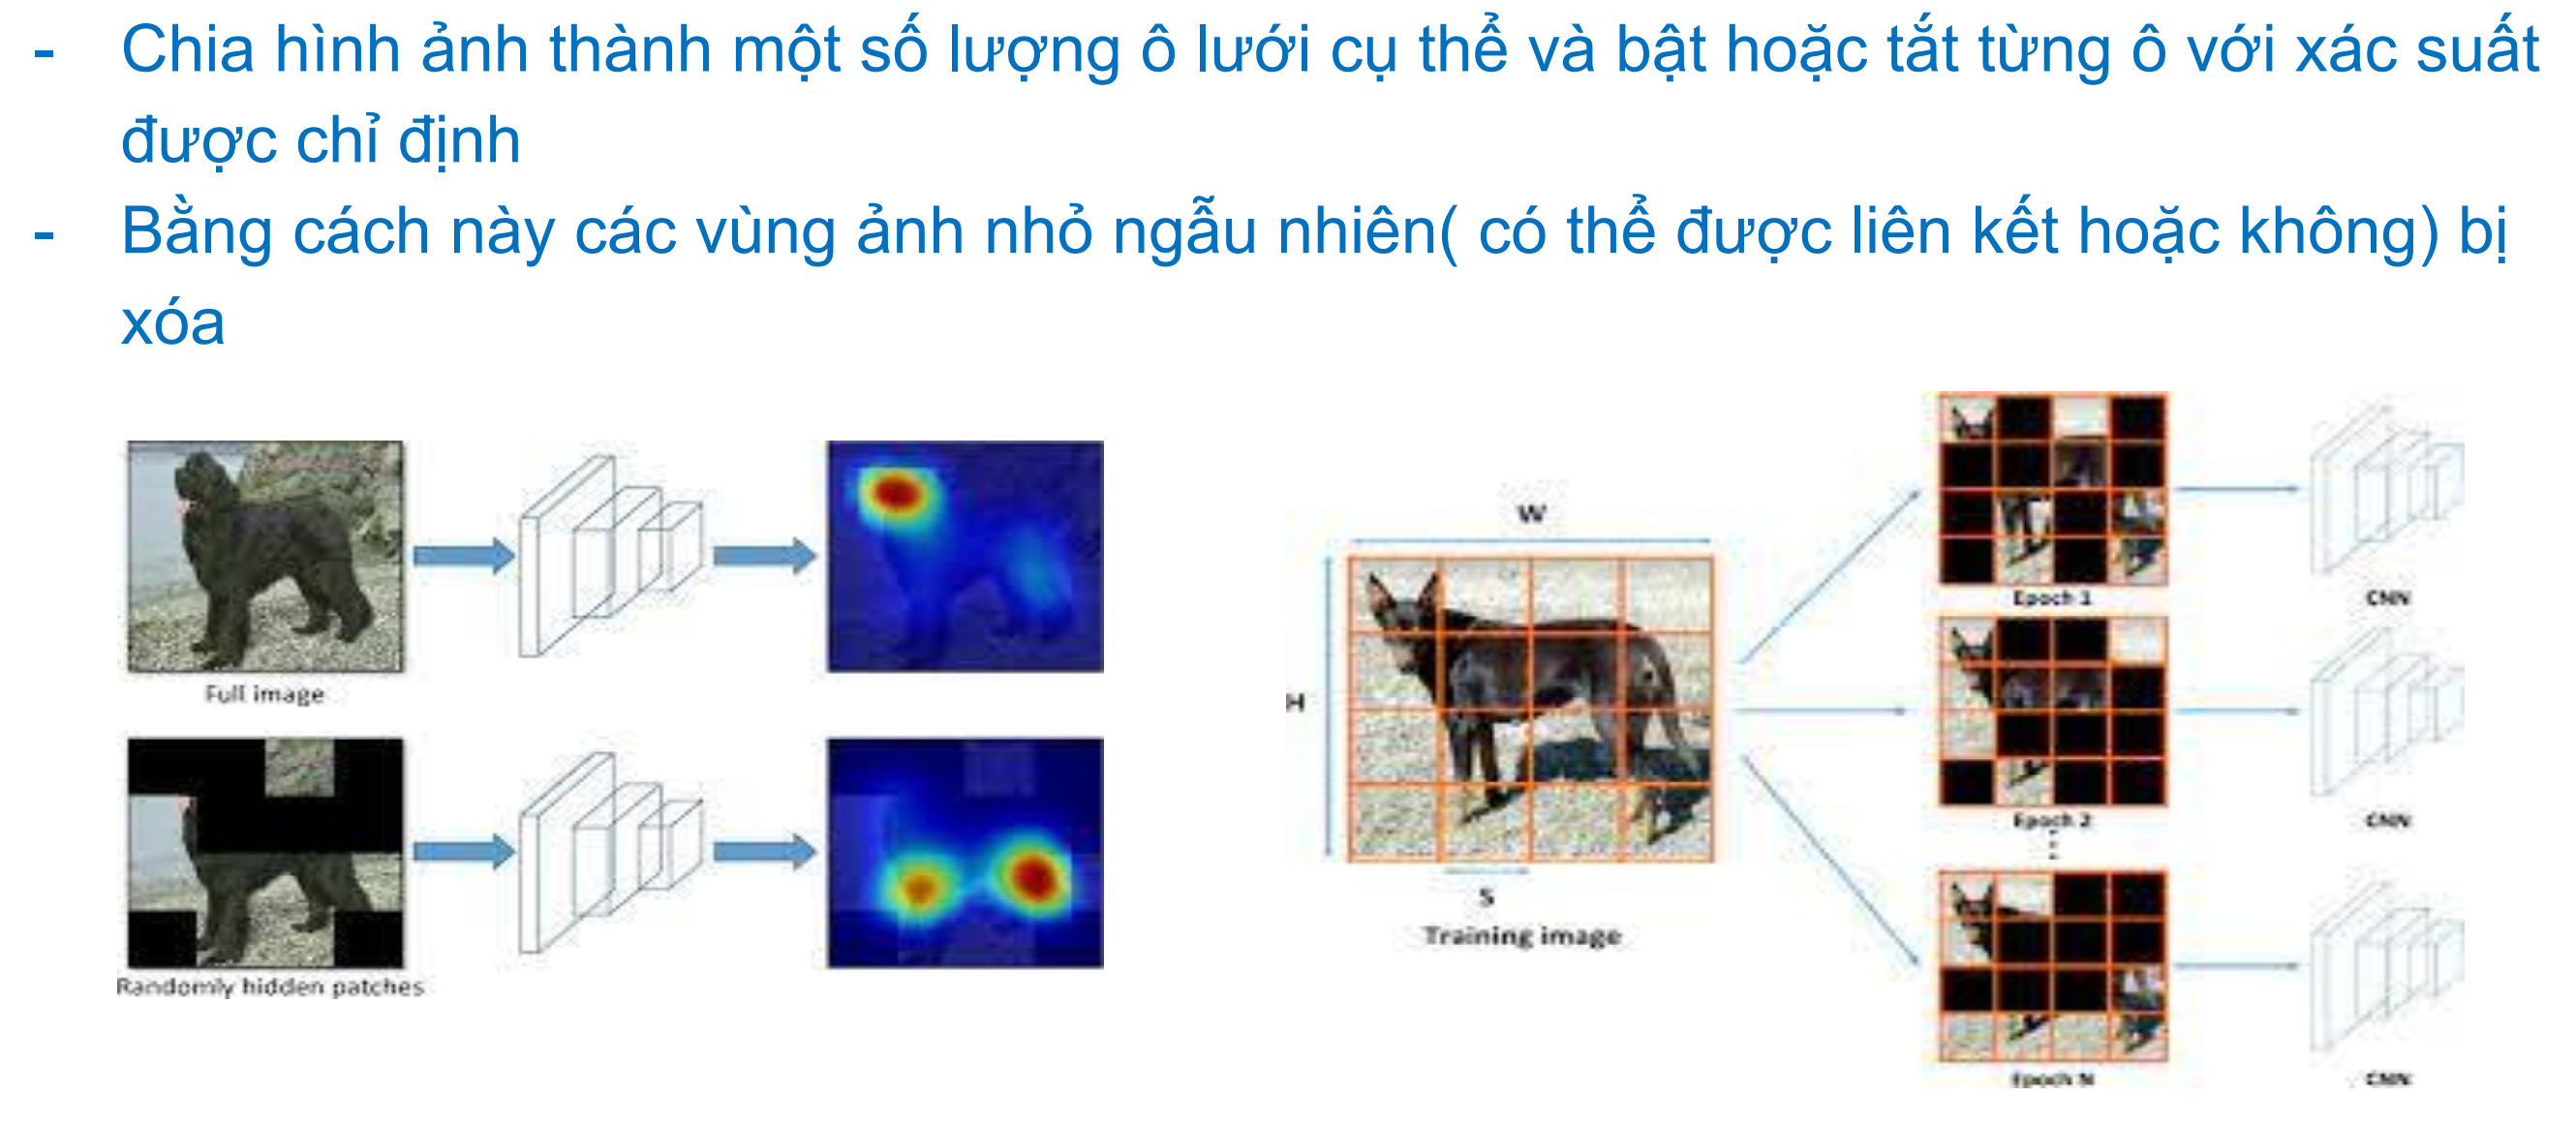 - Chia hình ảnh thành một số lượng ô lưới cụ thể và bật hoặc tắt từng ô với xác suất
được chỉ định
- Bằng cách này các vùng ảnh nhỏ ngẫu nhiên( có thể được liên kết hoặc không) bị
xóa
Full image
Randomly hidden patches
W
H
S
Training image
Epoch 1
CNN
Epoch 2
CNN
Epoch N
CNN